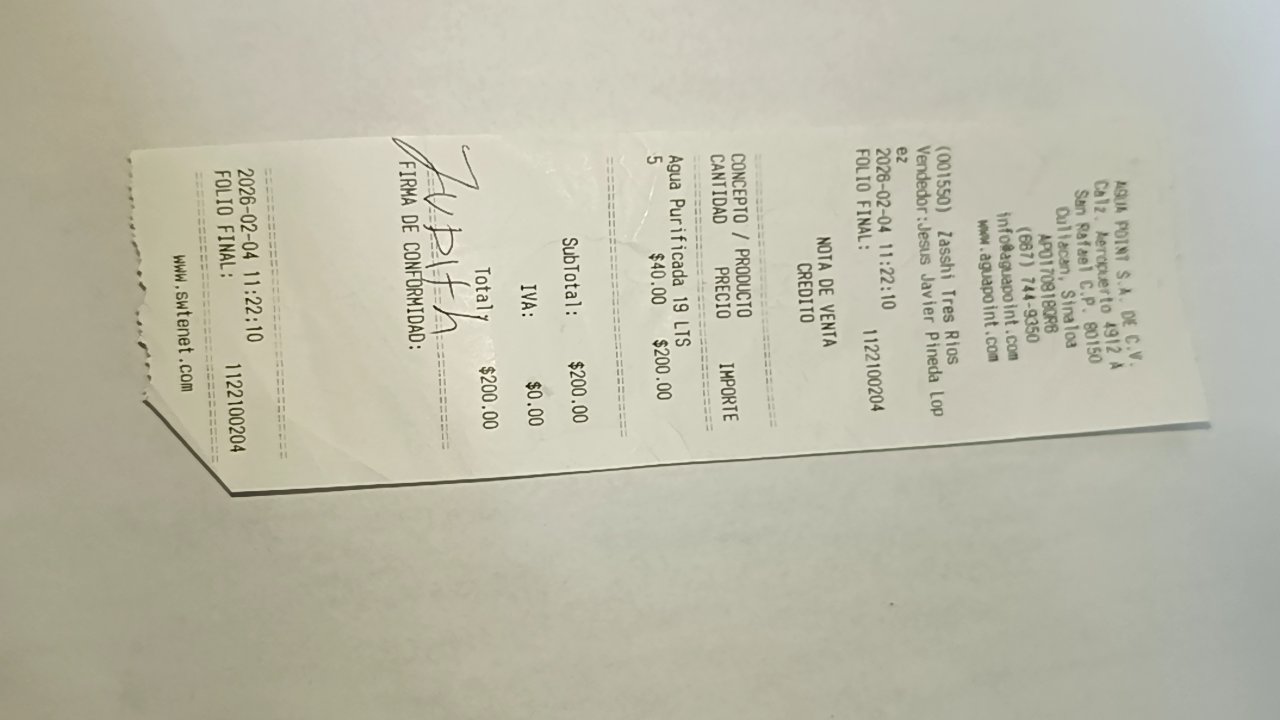 AGUA POINT S.A. DE C.V.
Calz. Aeropuerto 4912 A
San Rafael C.P. 80150
Culiacan, Sinaloa
(667) 744-9350
info@aguapoint.com
www.aguapoint.com
(001550) Zasshi Tres Rios
Vendedor:Jesus Javier Pineda Lop
ez
2026-02-04 11:22:10
FOLIO FINAL: 1122100204
NOTA DE VENTA
CREDITO
CONCEPTO / PRODUCTO
CANTIDAD PRECIO IMPORTE
Agua Purificada 19 LTS
5 $40.00 $200.00
SubTotal: $200.00
IVA: $0.00
Total: $200.00
Judith
FIRMA DE CONFORMIDAD:
2026-02-04 11:22:10
FOLIO FINAL: 1122100204
www.swtenet.com